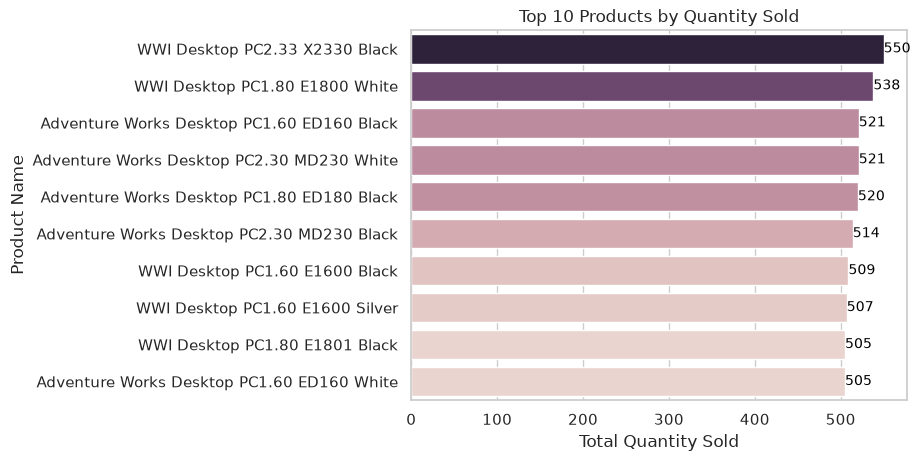 Top 10 Products by Quantity Sold
Product Name
WWI Desktop PC2.33 X2330 Black 550
WWI Desktop PC1.80 E1800 White 538
Adventure Works Desktop PC1.60 ED160 Black 521
Adventure Works Desktop PC2.30 MD230 White 521
Adventure Works Desktop PC1.80 ED180 Black 520
Adventure Works Desktop PC2.30 MD230 Black 514
WWI Desktop PC1.60 E1600 Black 509
WWI Desktop PC1.60 E1600 Silver 507
WWI Desktop PC1.80 E1801 Black 505
Adventure Works Desktop PC1.60 ED160 White 505
0 100 200 300 400 500
Total Quantity Sold